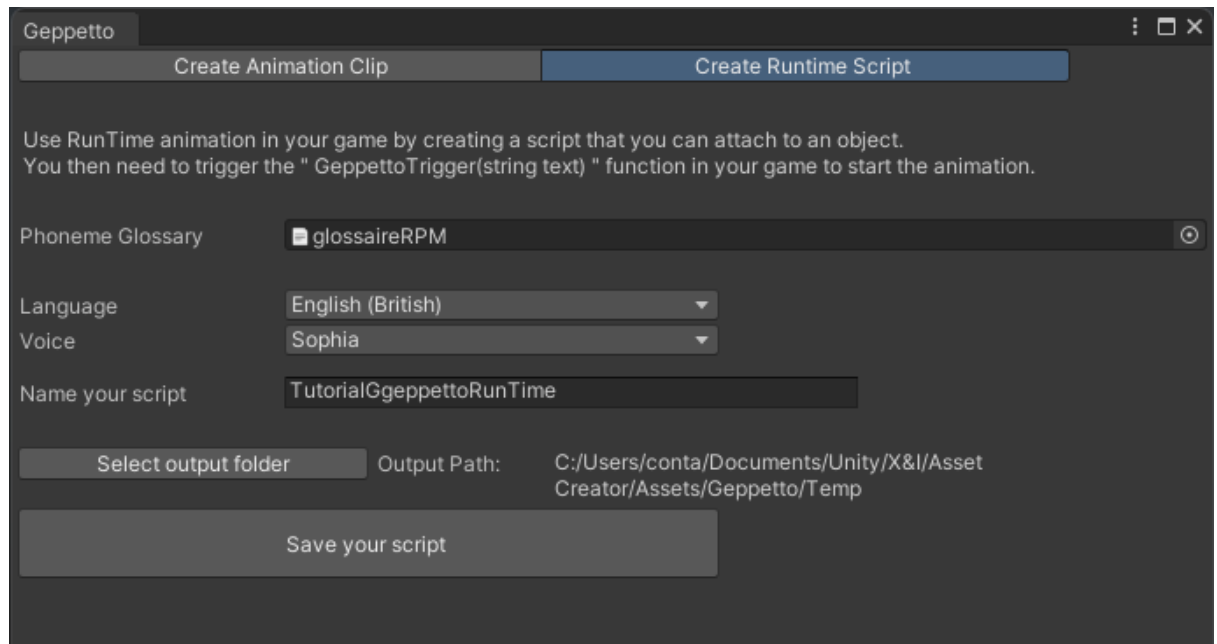 Geppetto
Create Animation Clip
Create Runtime Script
Use RunTime animation in your game by creating a script that you can attach to an object.
You then need to trigger the " GeppettoTrigger(string text) " function in your game to start the animation.
Phoneme Glossary
glossaireRPM
Language
English (British)
Voice
Sophia
Name your script
TutorialGgeppettoRunTime
Select output folder
Output Path:
C:/Users/conta/Documents/Unity/X&I/Asset
Creator/Assets/Geppetto/Temp
Save your script